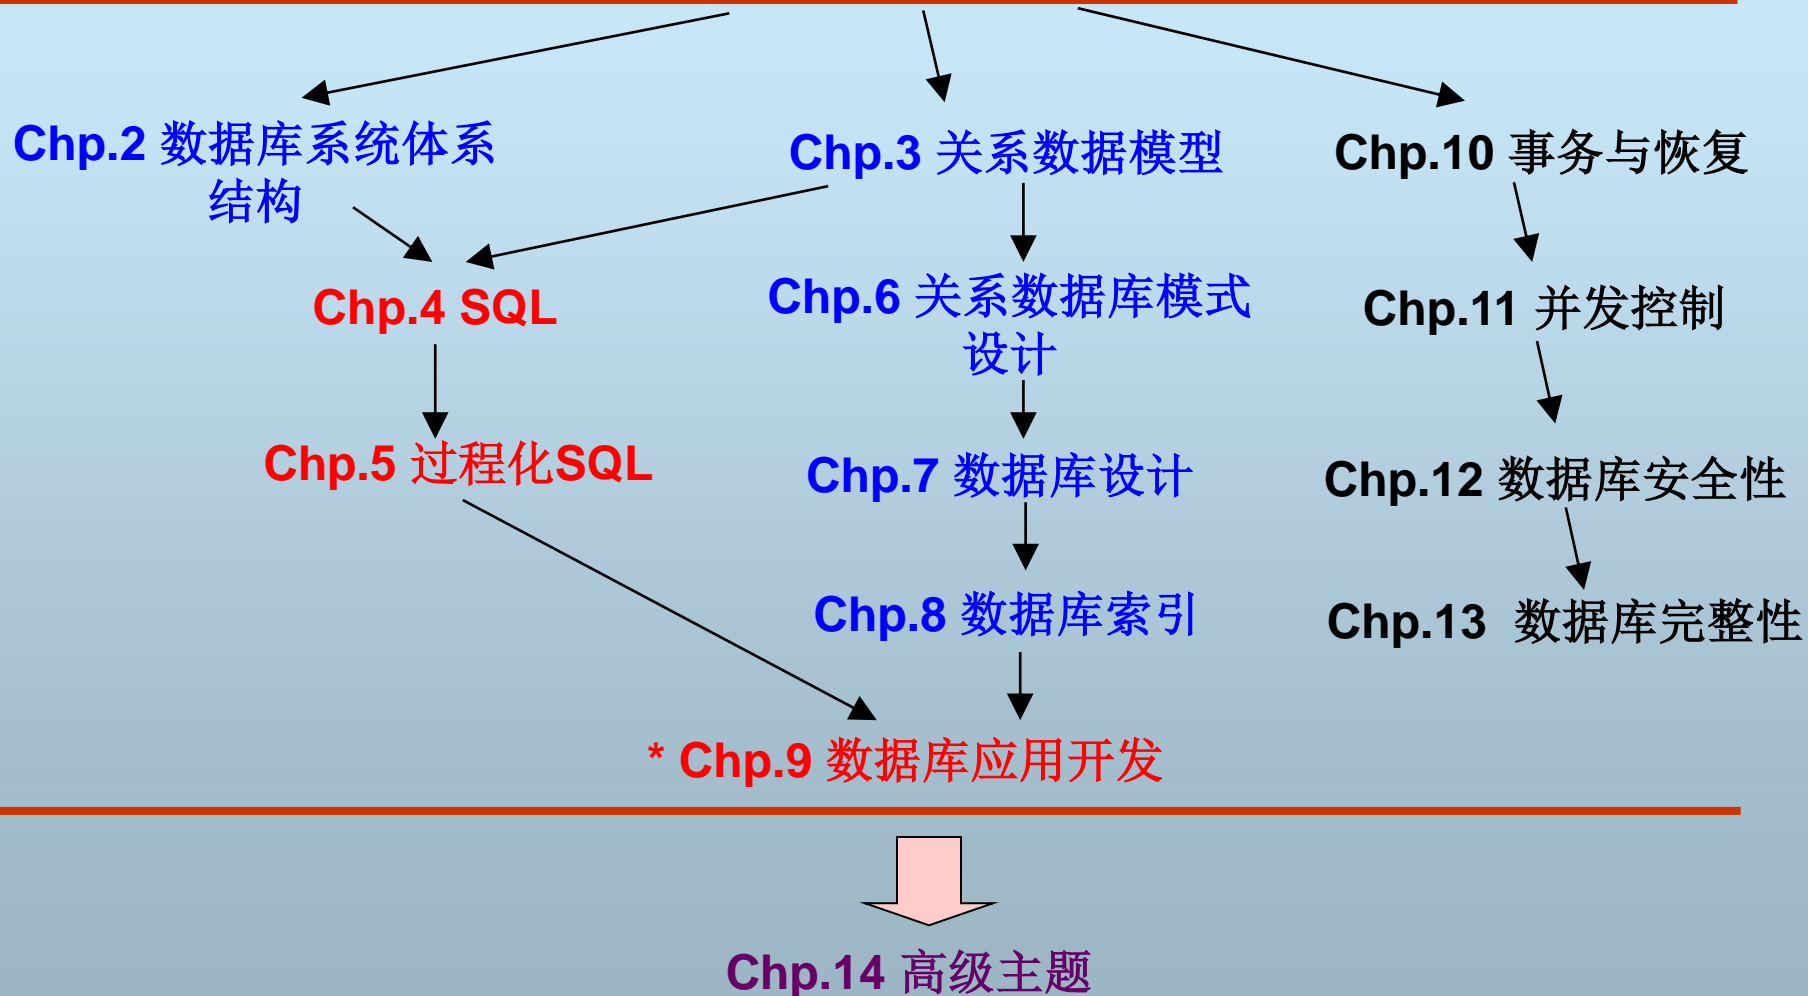 Chp.2 数据库系统体系
结构
Chp.3 关系数据模型
Chp.10 事务与恢复
Chp.4 SQL
Chp.6 关系数据库模式
设计
Chp.11 并发控制
Chp.5 过程化SQL
Chp.7 数据库设计
Chp.12 数据库安全性
Chp.8 数据库索引
Chp.13 数据库完整性
* Chp.9 数据库应用开发
Chp.14 高级主题